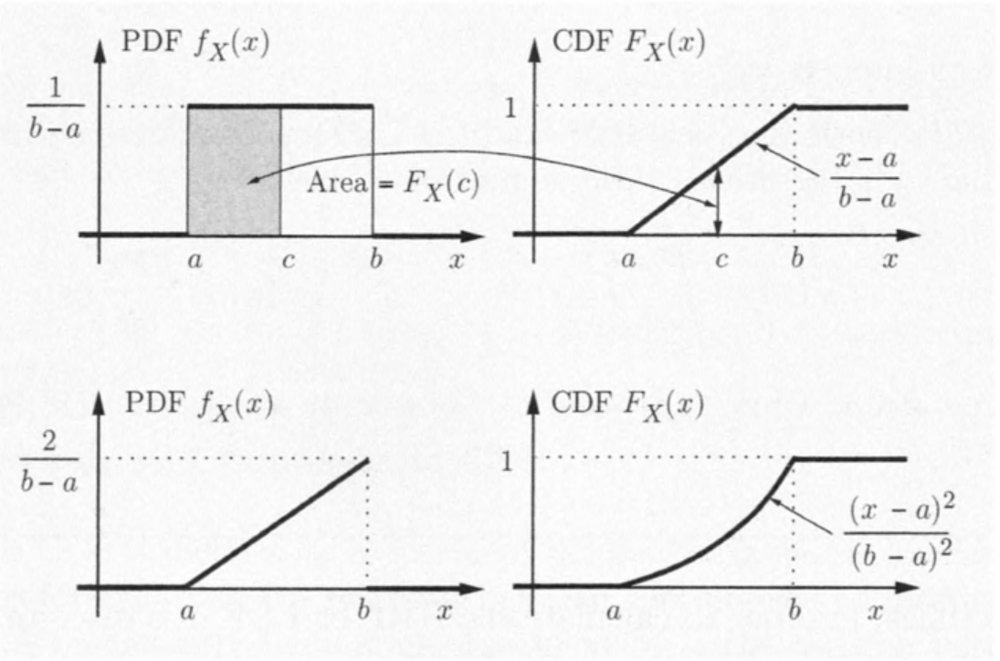 PDF f_X(x)
1
b – a
Area = F_X(c)
a c b x
CDF F_X(x)
1
x – a
b – a
a c b x
PDF f_X(x)
2
b – a
a b x
CDF F_X(x)
1
(x – a)²
(b – a)²
a b x